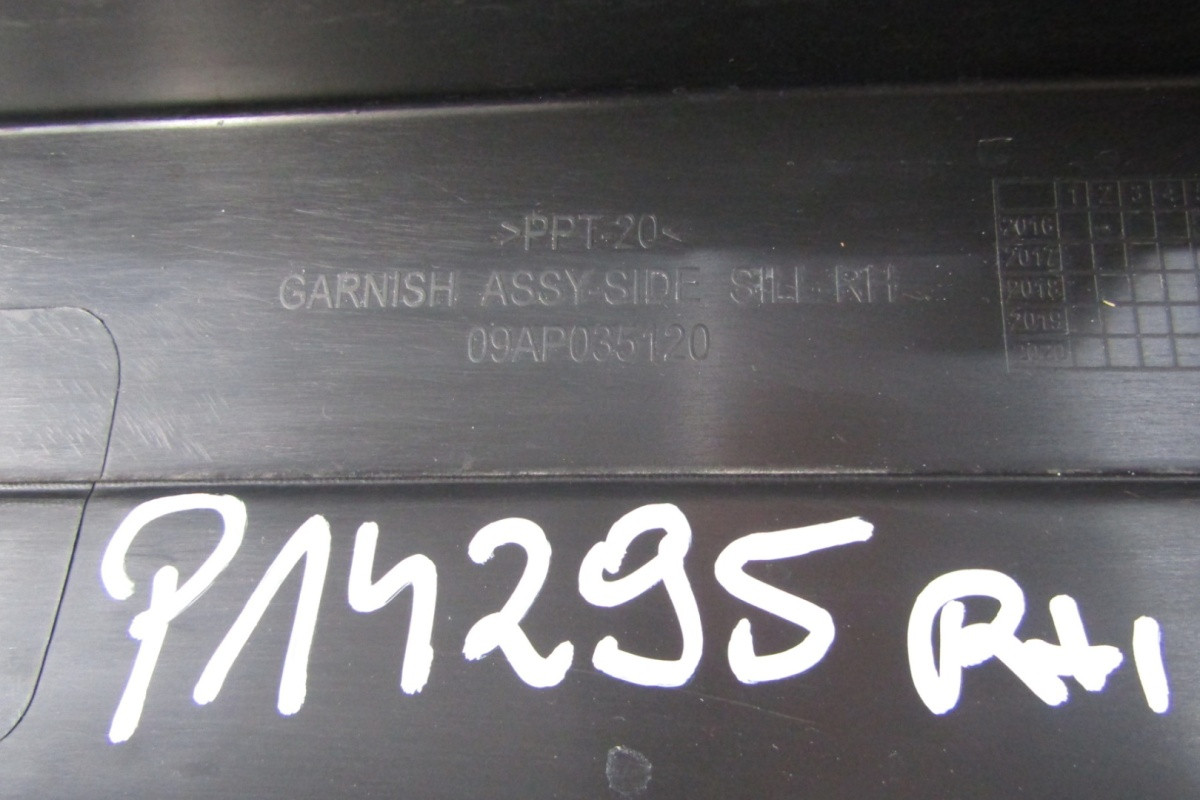 >PPT-20<
GARNISH ASSY-SIDE SILL RH
09AP035120
1 2 3 4
2016
2017
2018
2019
2020
P14295 RH